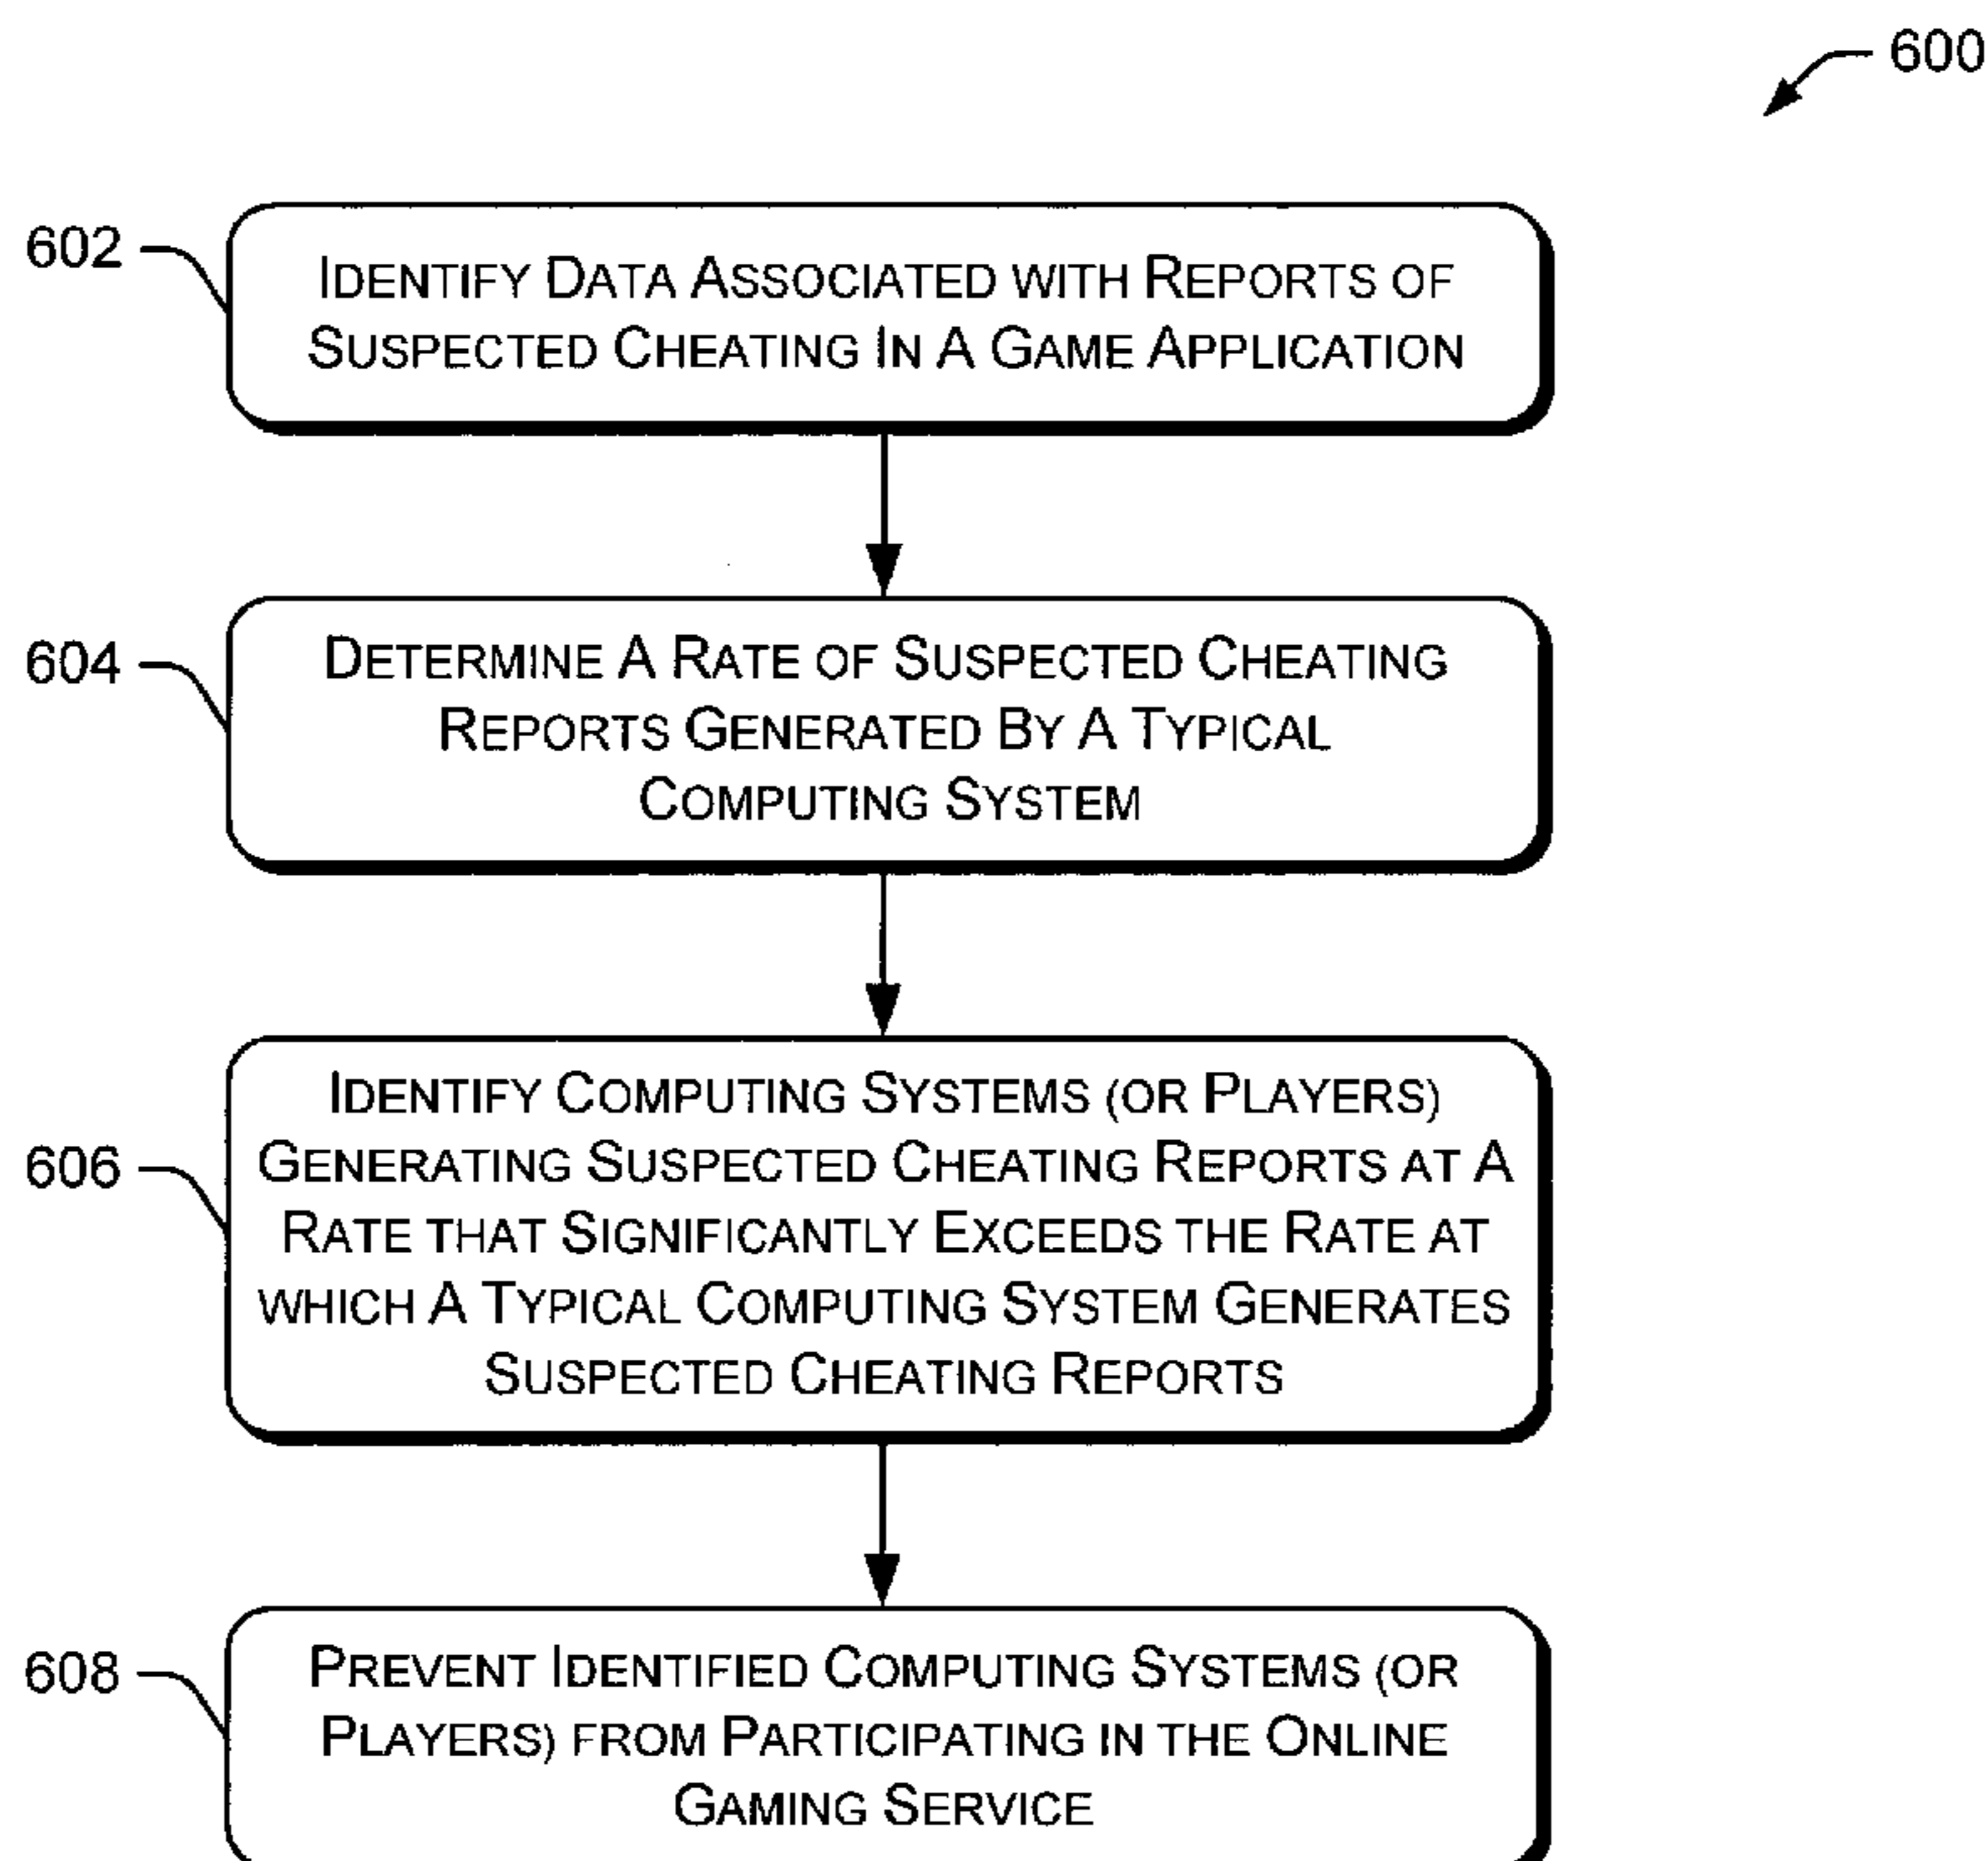 600
602
IDENTIFY DATA ASSOCIATED WITH REPORTS OF
SUSPECTED CHEATING IN A GAME APPLICATION
604
DETERMINE A RATE OF SUSPECTED CHEATING
REPORTS GENERATED BY A TYPICAL
COMPUTING SYSTEM
606
IDENTIFY COMPUTING SYSTEMS (OR PLAYERS)
GENERATING SUSPECTED CHEATING REPORTS AT A
RATE THAT SIGNIFICANTLY EXCEEDS THE RATE AT
WHICH A TYPICAL COMPUTING SYSTEM GENERATES
SUSPECTED CHEATING REPORTS
608
PREVENT IDENTIFIED COMPUTING SYSTEMS (OR
PLAYERS) FROM PARTICIPATING IN THE ONLINE
GAMING SERVICE